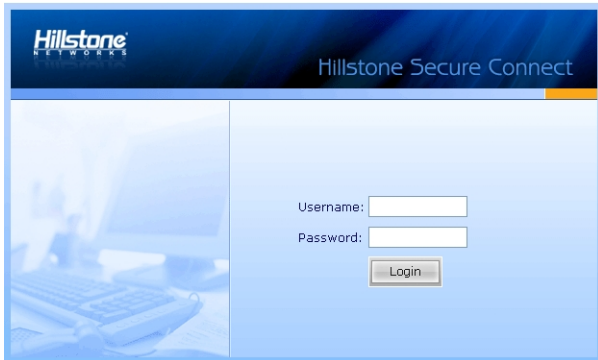 Hillstone
NETWORKS
Hillstone Secure Connect
Username:
Password:
Login